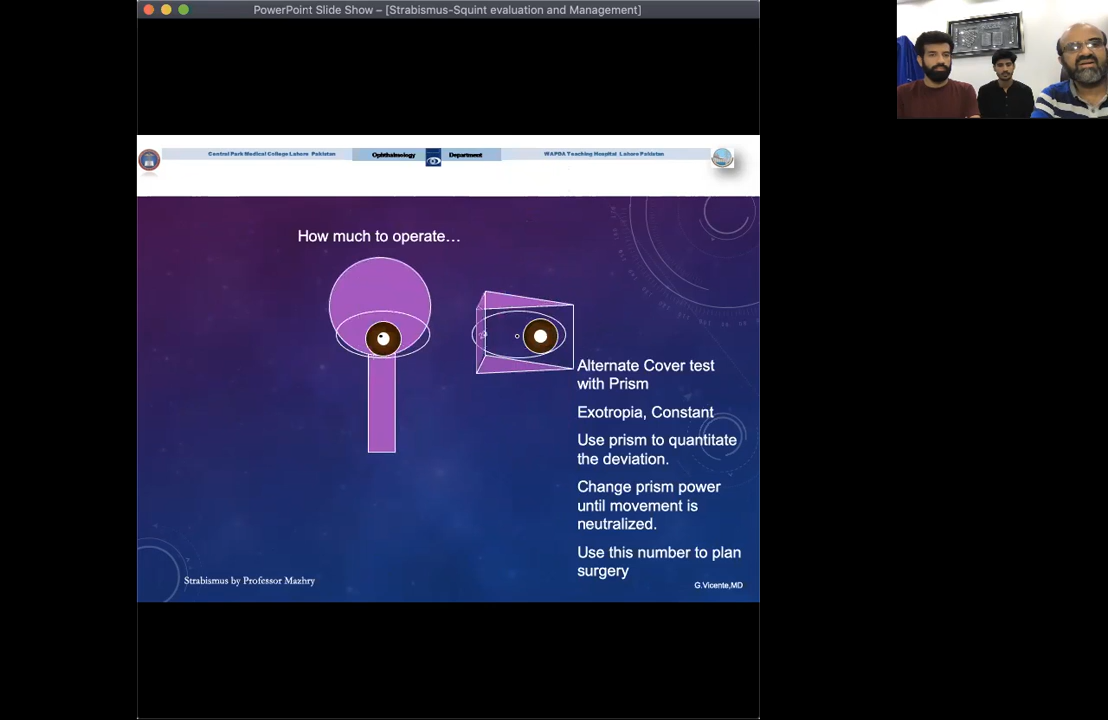 PowerPoint Slide Show – [Strabismus-Squint evaluation and Management]
Central Park Medical College Lahore Pakistan
Ophthalmology Department
WAPDA Teaching Hospital Lahore Pakistan
How much to operate…
Alternate Cover test
with Prism
Exotropia, Constant
Use prism to quantitate
the deviation.
Change prism power
until movement is
neutralized.
Use this number to plan
surgery
Strabismus by Professor Mazhry
G.Vicente,MD